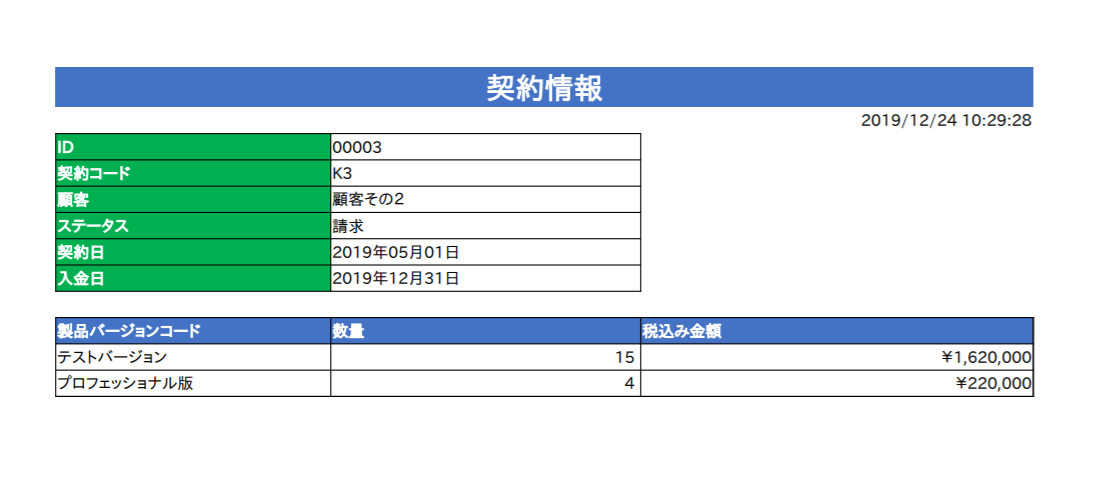 契約情報
2019/12/24 10:29:28
ID 00003
契約コード K3
顧客 顧客その2
ステータス 請求
契約日 2019年05月01日
入金日 2019年12月31日
製品バージョンコード 数量 税込み金額
テストバージョン 15 ¥1,620,000
プロフェッショナル版 4 ¥220,000